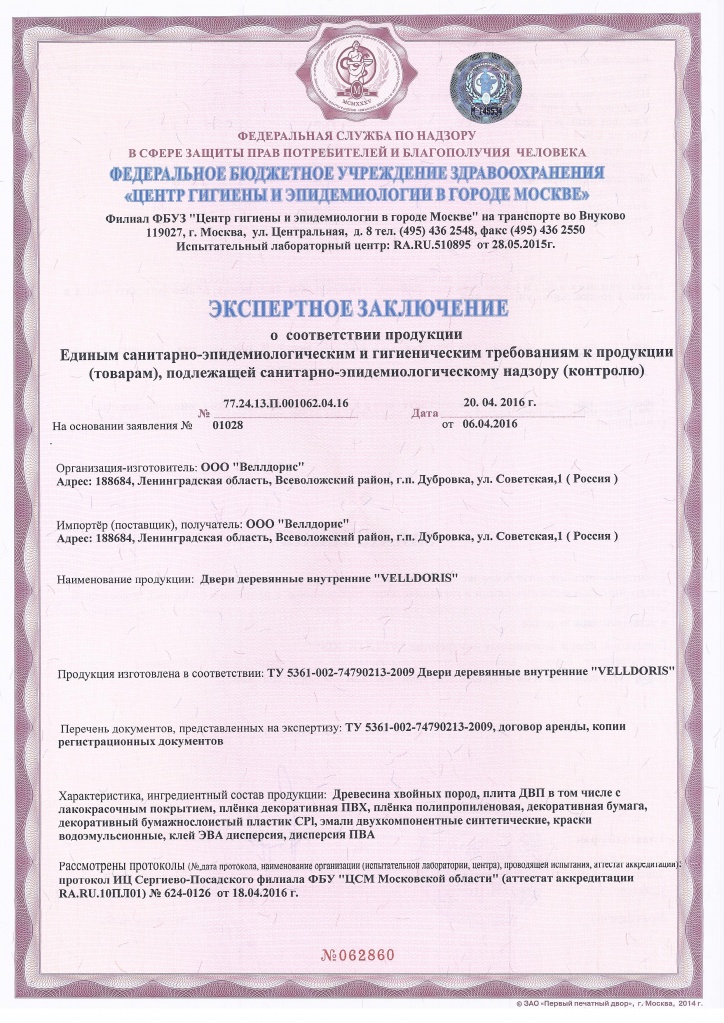 MCMXXXV
ФЕДЕРАЛЬНАЯ СЛУЖБА ПО НАДЗОРУ
В СФЕРЕ ЗАЩИТЫ ПРАВ ПОТРЕБИТЕЛЕЙ И БЛАГОПОЛУЧИЯ ЧЕЛОВЕКА
ФЕДЕРАЛЬНОЕ БЮДЖЕТНОЕ УЧРЕЖДЕНИЕ ЗДРАВООХРАНЕНИЯ
«ЦЕНТР ГИГИЕНЫ И ЭПИДЕМИОЛОГИИ В ГОРОДЕ МОСКВЕ»
Филиал ФБУЗ "Центр гигиены и эпидемиологии в городе Москве" на транспорте во Внуково
119027, г. Москва, ул. Центральная, д. 8 тел. (495) 436 2548, факс (495) 436 2550
Испытательный лабораторный центр: RA.RU.510895 от 28.05.2015г.
ЭКСПЕРТНОЕ ЗАКЛЮЧЕНИЕ
о соответствии продукции
Единым санитарно-эпидемиологическим и гигиеническим требованиям к продукции
(товарам), подлежащей санитарно-эпидемиологическому надзору (контролю)
№ 77.24.13.П.001062.04.16 Дата 20. 04. 2016 г.
На основании заявления № 01028 от 06.04.2016
Организация-изготовитель: ООО "Веллдорис"
Адрес: 188684, Ленинградская область, Всеволожский район, г.п. Дубровка, ул. Советская,1 ( Россия )
Импортёр (поставщик), получатель: ООО "Веллдорис"
Адрес: 188684, Ленинградская область, Всеволожский район, г.п. Дубровка, ул. Советская,1 ( Россия )
Наименование продукции: Двери деревянные внутренние "VELLDORIS"
Продукция изготовлена в соответствии: ТУ 5361-002-74790213-2009 Двери деревянные внутренние "VELLDORIS"
Перечень документов, представленных на экспертизу: ТУ 5361-002-74790213-2009, договор аренды, копии
регистрационных документов
Характеристика, ингредиентный состав продукции: Древесина хвойных пород, плита ДВП в том числе с
лакокрасочным покрытием, плёнка декоративная ПВХ, плёнка полипропиленовая, декоративная бумага,
декоративный бумажнослоистый пластик CPl, эмали двухкомпонентные синтетические, краски
водоэмульсионные, клей ЭВА дисперсия, дисперсия ПВА
Рассмотрены протоколы (№,дата протокола, наименование организации (испытательной лаборатории, центра), проводящей испытания, аттестат аккредитации):
протокол ИЦ Сергиево-Посадского филиала ФБУ "ЦСМ Московской области" (аттестат аккредитации
RA.RU.10ПЛ01) № 624-0126 от 18.04.2016 г.
№062860
© ЗАО «Первый печатный двор», г. Москва, 2014 г.